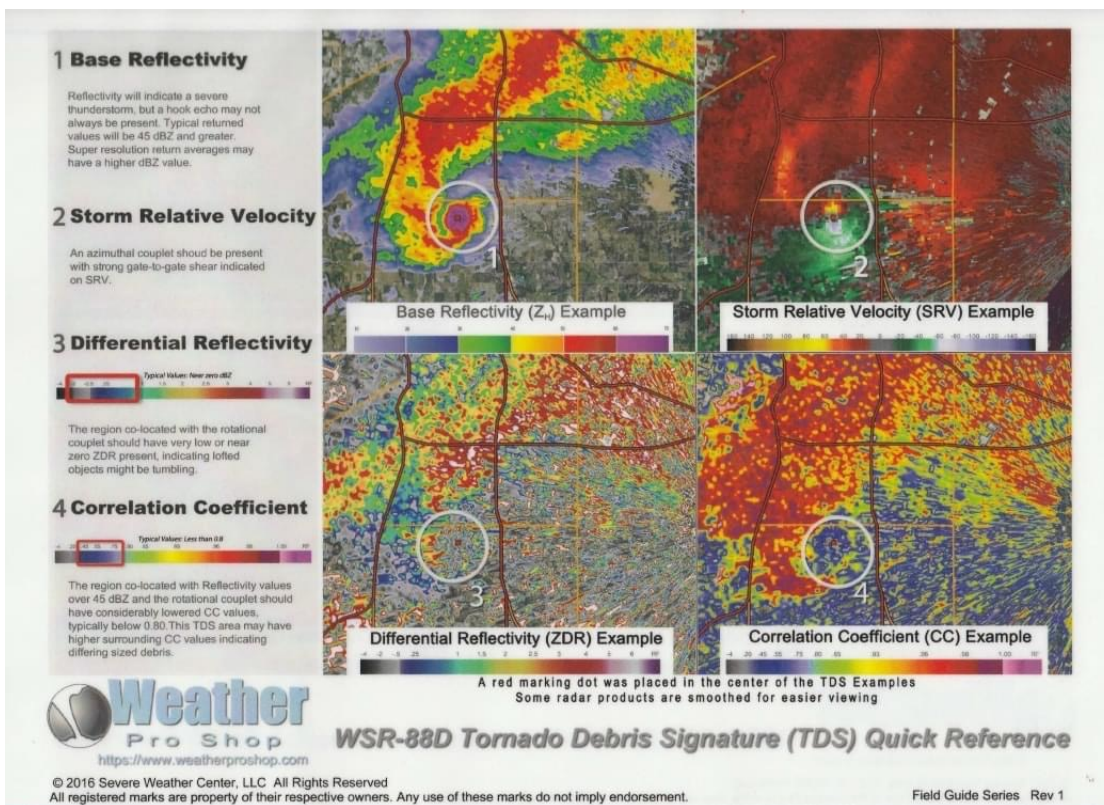 1 Base Reflectivity
Reflectivity will indicate a severe
thunderstorm, but a hook echo may not
always be present. Typical returned
values will be 45 dBZ and greater.
Super resolution return averages may
have a higher dBZ value.
2 Storm Relative Velocity
An azimuthal couplet shoud be present
with strong gate-to-gate shear indicated
on SRV.
3 Differential Reflectivity
Typical Values: Near zero dBZ
The region co-located with the rotational
couplet should have very low or near
zero ZDR present, indicating lofted
objects might be tumbling.
4 Correlation Coefficient
Typical Values: Less than 0.8
The region co-located with Reflectivity values
over 45 dBZ and the rotational couplet should
have considerably lowered CC values,
typically below 0.80.This TDS area may have
higher surrounding CC values indicating
differing sized debris.
1
Base Reflectivity (ZH) Example
2
Storm Relative Velocity (SRV) Example
3
Differential Reflectivity (ZDR) Example
4
Correlation Coefficient (CC) Example
A red marking dot was placed in the center of the TDS Examples
Some radar products are smoothed for easier viewing
Weather
Pro Shop
https://www.weatherproshop.com
WSR-88D Tornado Debris Signature (TDS) Quick Reference
© 2016 Severe Weather Center, LLC All Rights Reserved
All registered marks are property of their respective owners. Any use of these marks do not imply endorsement.
Field Guide Series Rev 1